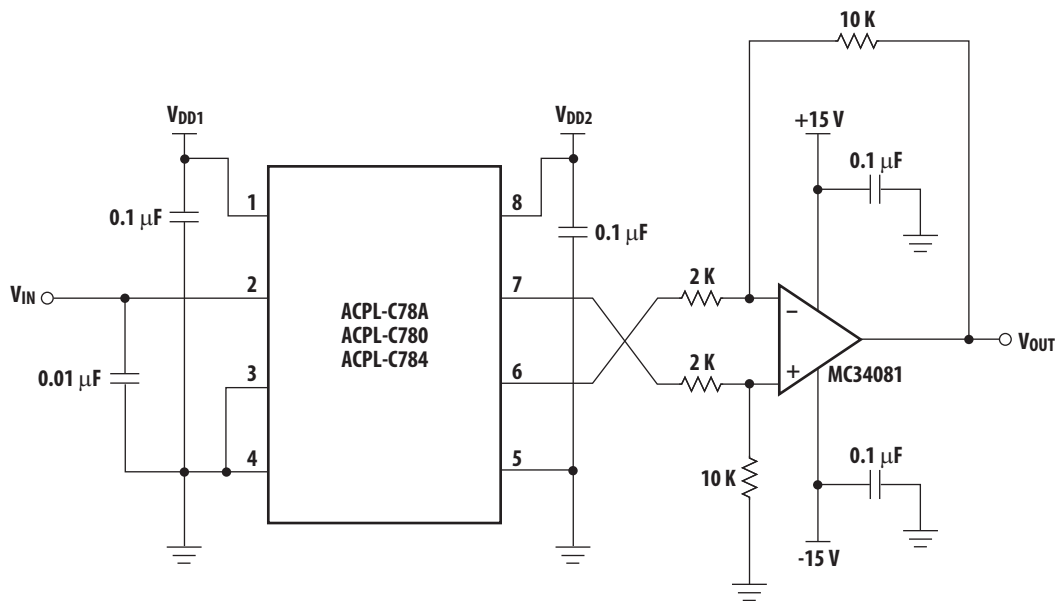 10 K
VDD1
VDD2
+15 V
0.1 μF
0.1 μF
0.1 μF
1
8
VIN
2
7
2 K
ACPL-C78A
ACPL-C780
ACPL-C784
−
VOUT
0.01 μF
3
6
2 K
+
MC34081
4
5
10 K
0.1 μF
-15 V